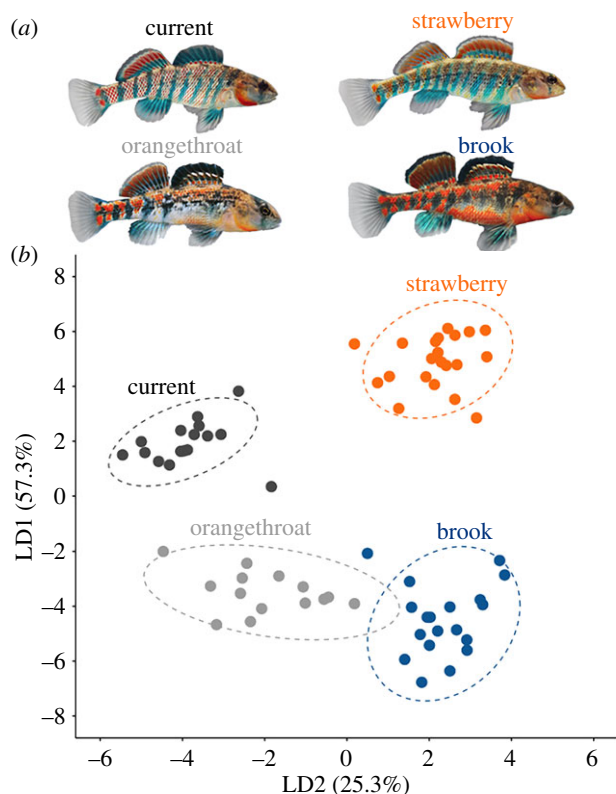 (a)
current
strawberry
orangethroat
brook
(b)
8
6
4
2
0
–2
–4
–6
–8
LD1 (57.3%)
strawberry
current
orangethroat
brook
–6
–4
–2
0
2
4
6
LD2 (25.3%)